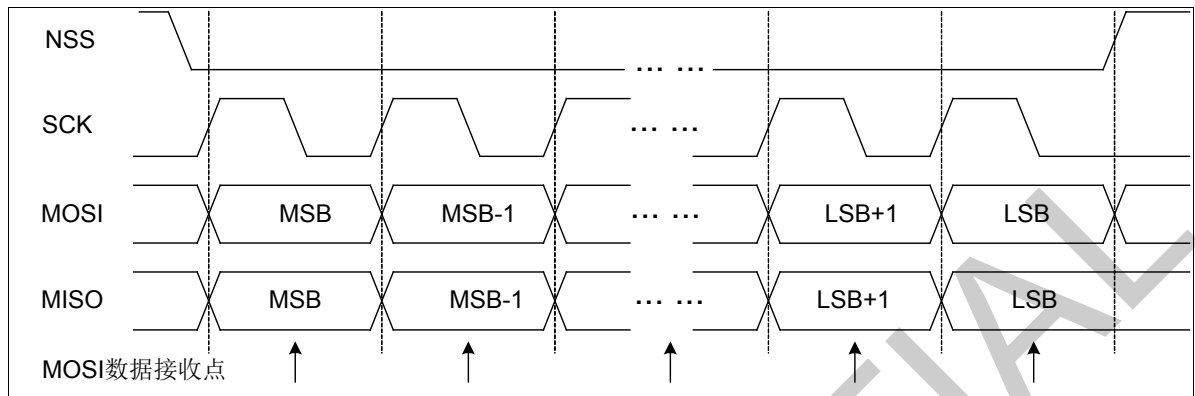 NSS
... ...
SCK
... ...
MOSI MSB MSB-1 ... ... LSB+1 LSB
MISO MSB MSB-1 ... ... LSB+1 LSB
MOSI数据接收点
TIAL